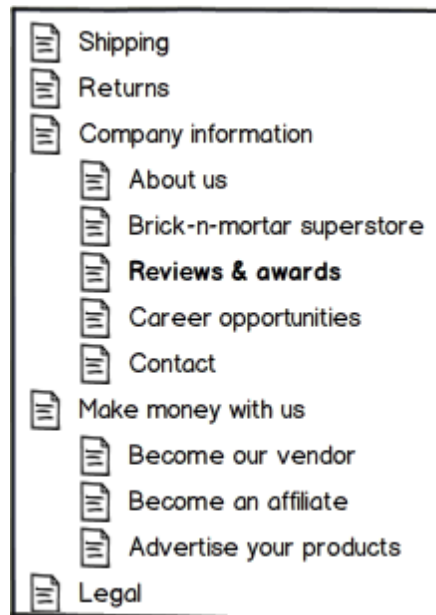 Shipping
Returns
Company information
About us
Brick-n-mortar superstore
Reviews & awards
Career opportunities
Contact
Make money with us
Become our vendor
Become an affiliate
Advertise your products
Legal